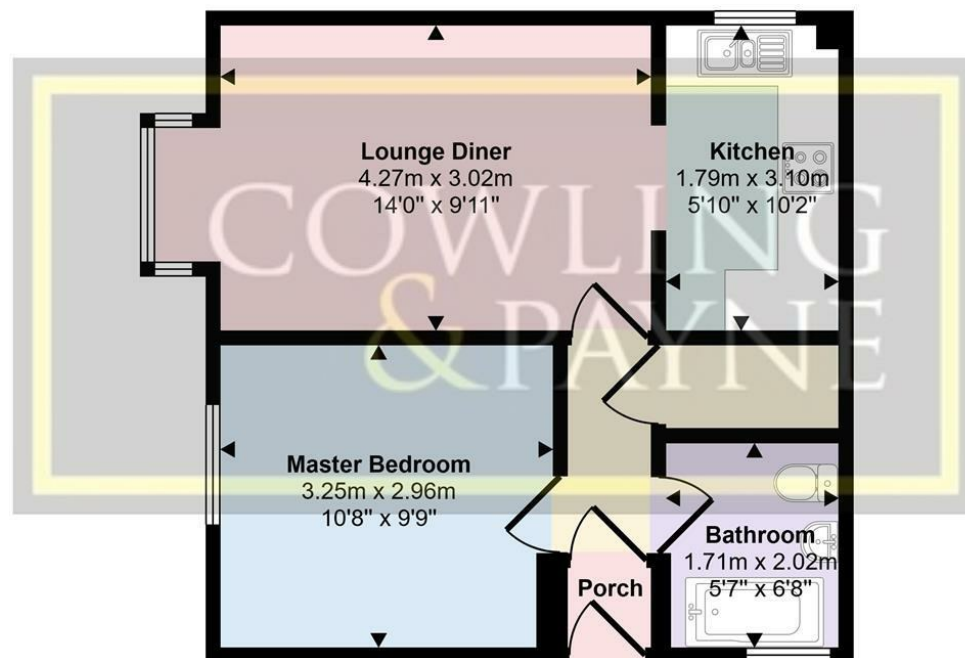 Lounge Diner
4.27m x 3.02m
14'0" x 9'11"
Kitchen
1.79m x 3.10m
5'10" x 10'2"
COWLING
& PAYNE
Master Bedroom
3.25m x 2.96m
10'8" x 9'9"
Bathroom
1.71m x 2.02m
5'7" x 6'8"
Porch